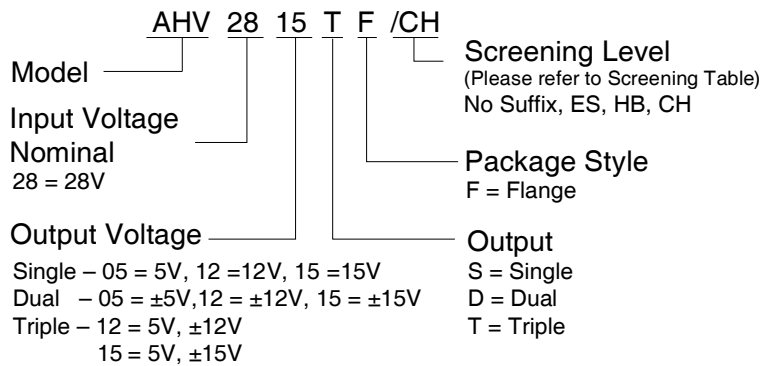 AHV 28 15 T F /CH
Model
Input Voltage
Nominal
28 = 28V
Output Voltage
Single – 05 = 5V, 12 =12V, 15 =15V
Dual – 05 = ±5V,12 = ±12V, 15 = ±15V
Triple – 12 = 5V, ±12V
15 = 5V, ±15V
Screening Level
(Please refer to Screening Table)
No Suffix, ES, HB, CH
Package Style
F = Flange
Output
S = Single
D = Dual
T = Triple